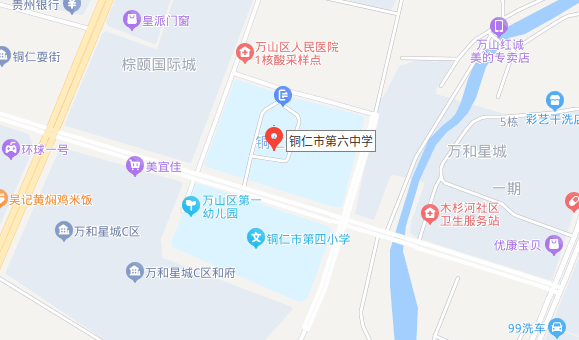 贵州银行
皇派门窗
铜仁耍街
棕颐国际城
万山区人民医院
1核酸采样点
万山红诚
美的专卖店
5栋
彩艺干洗店
铜仁市第六中学
环球一号
美宜佳
万和星城
一期
吴记黄焖鸡米饭
万山区第一
幼儿园
木杉河社区
卫生服务站
万和星城C区
铜仁市第四小学
优康宝贝
万和星城C区和府
99洗车